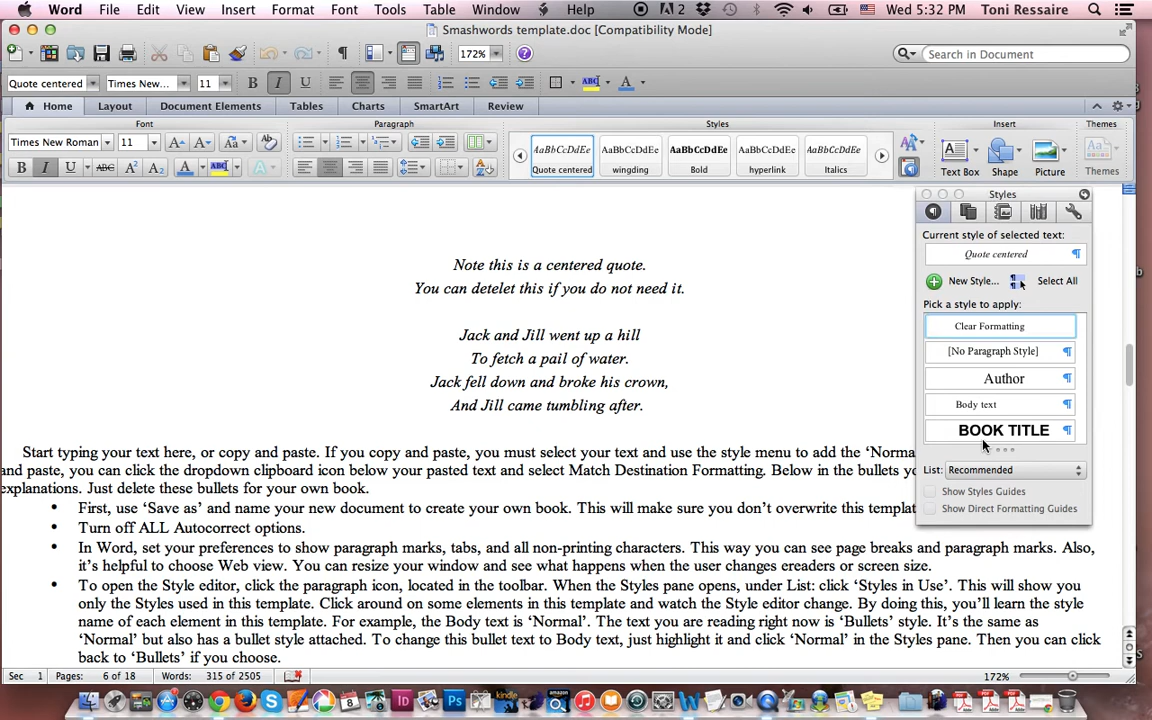 Word File Edit View Insert Format Font Tools Table Window Help 2 Wed 5:32 PM Toni Ressaire
Smashwords template.doc [Compatibility Mode]
172% Search in Document
Quote centered Times New... 11 B I U ABC A
Home Layout Document Elements Tables Charts SmartArt Review
Font Paragraph Styles Insert Themes
Times New Roman 11 A A Aa
AaBbCcDdEe AaBbCcDdEe AaBbCcDdEe AaBbCcDdEe AaBbCcDdEe
B I U ABC A² A₂ A ABC A Quote centered wingding Bold hyperlink Italics Text Box Shape Picture Themes
Styles
Current style of selected text:
Quote centered
New Style... Select All
Pick a style to apply:
Clear Formatting
[No Paragraph Style]
Author
Body text
BOOK TITLE
List: Recommended
Show Styles Guides
Show Direct Formatting Guides
Note this is a centered quote.
You can detelet this if you do not need it.
Jack and Jill went up a hill
To fetch a pail of water.
Jack fell down and broke his crown,
And Jill came tumbling after.
Start typing your text here, or copy and paste. If you copy and paste, you must select your text and use the style menu to add the ‘Norma
and paste, you can click the dropdown clipboard icon below your pasted text and select Match Destination Formatting. Below in the bullets yo
explanations. Just delete these bullets for your own book.
• First, use ‘Save as’ and name your new document to create your own book. This will make sure you don’t overwrite this templat
• Turn off ALL Autocorrect options.
• In Word, set your preferences to show paragraph marks, tabs, and all non-printing characters. This way you can see page breaks and paragraph marks. Also,
it’s helpful to choose Web view. You can resize your window and see what happens when the user changes ereaders or screen size.
• To open the Style editor, click the paragraph icon, located in the toolbar. When the Styles pane opens, under List: click ‘Styles in Use’. This will show you
only the Styles used in this template. Click around on some elements in this template and watch the Style editor change. By doing this, you’ll learn the style
name of each element in this template. For example, the Body text is ‘Normal’. The text you are reading right now is ‘Bullets’ style. It’s the same as
‘Normal’ but also has a bullet style attached. To change this bullet text to Body text, just highlight it and click ‘Normal’ in the Styles pane. Then you can click
back to ‘Bullets’ if you choose.
Sec 1 Pages: 6 of 18 Words: 315 of 2505 172%
8 Id Ps kindle